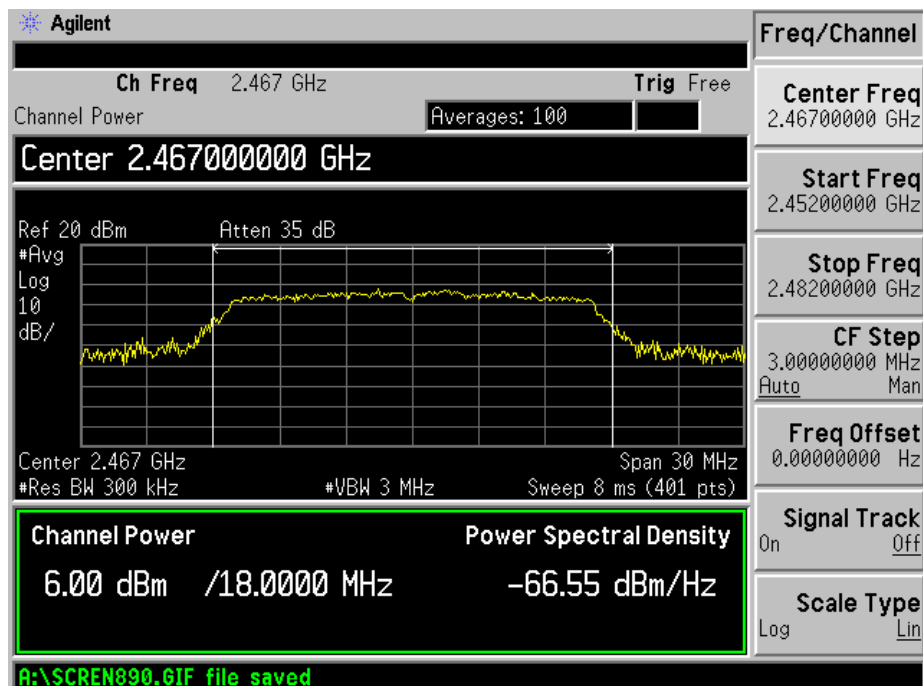 Agilent
Freq/Channel
Ch Freq 2.467 GHz Trig Free
Channel Power Averages: 100
Center 2.467000000 GHz
Ref 20 dBm Atten 35 dB
#Avg
Log
10
dB/
Center 2.467 GHz Span 30 MHz
#Res BW 300 kHz #VBW 3 MHz Sweep 8 ms (401 pts)
Channel Power Power Spectral Density
6.00 dBm /18.0000 MHz -66.55 dBm/Hz
A:\SCREN890.GIF file saved
Center Freq
2.46700000 GHz
Start Freq
2.45200000 GHz
Stop Freq
2.48200000 GHz
CF Step
3.00000000 MHz
Auto Man
Freq Offset
0.00000000 Hz
Signal Track
On Off
Scale Type
Log Lin